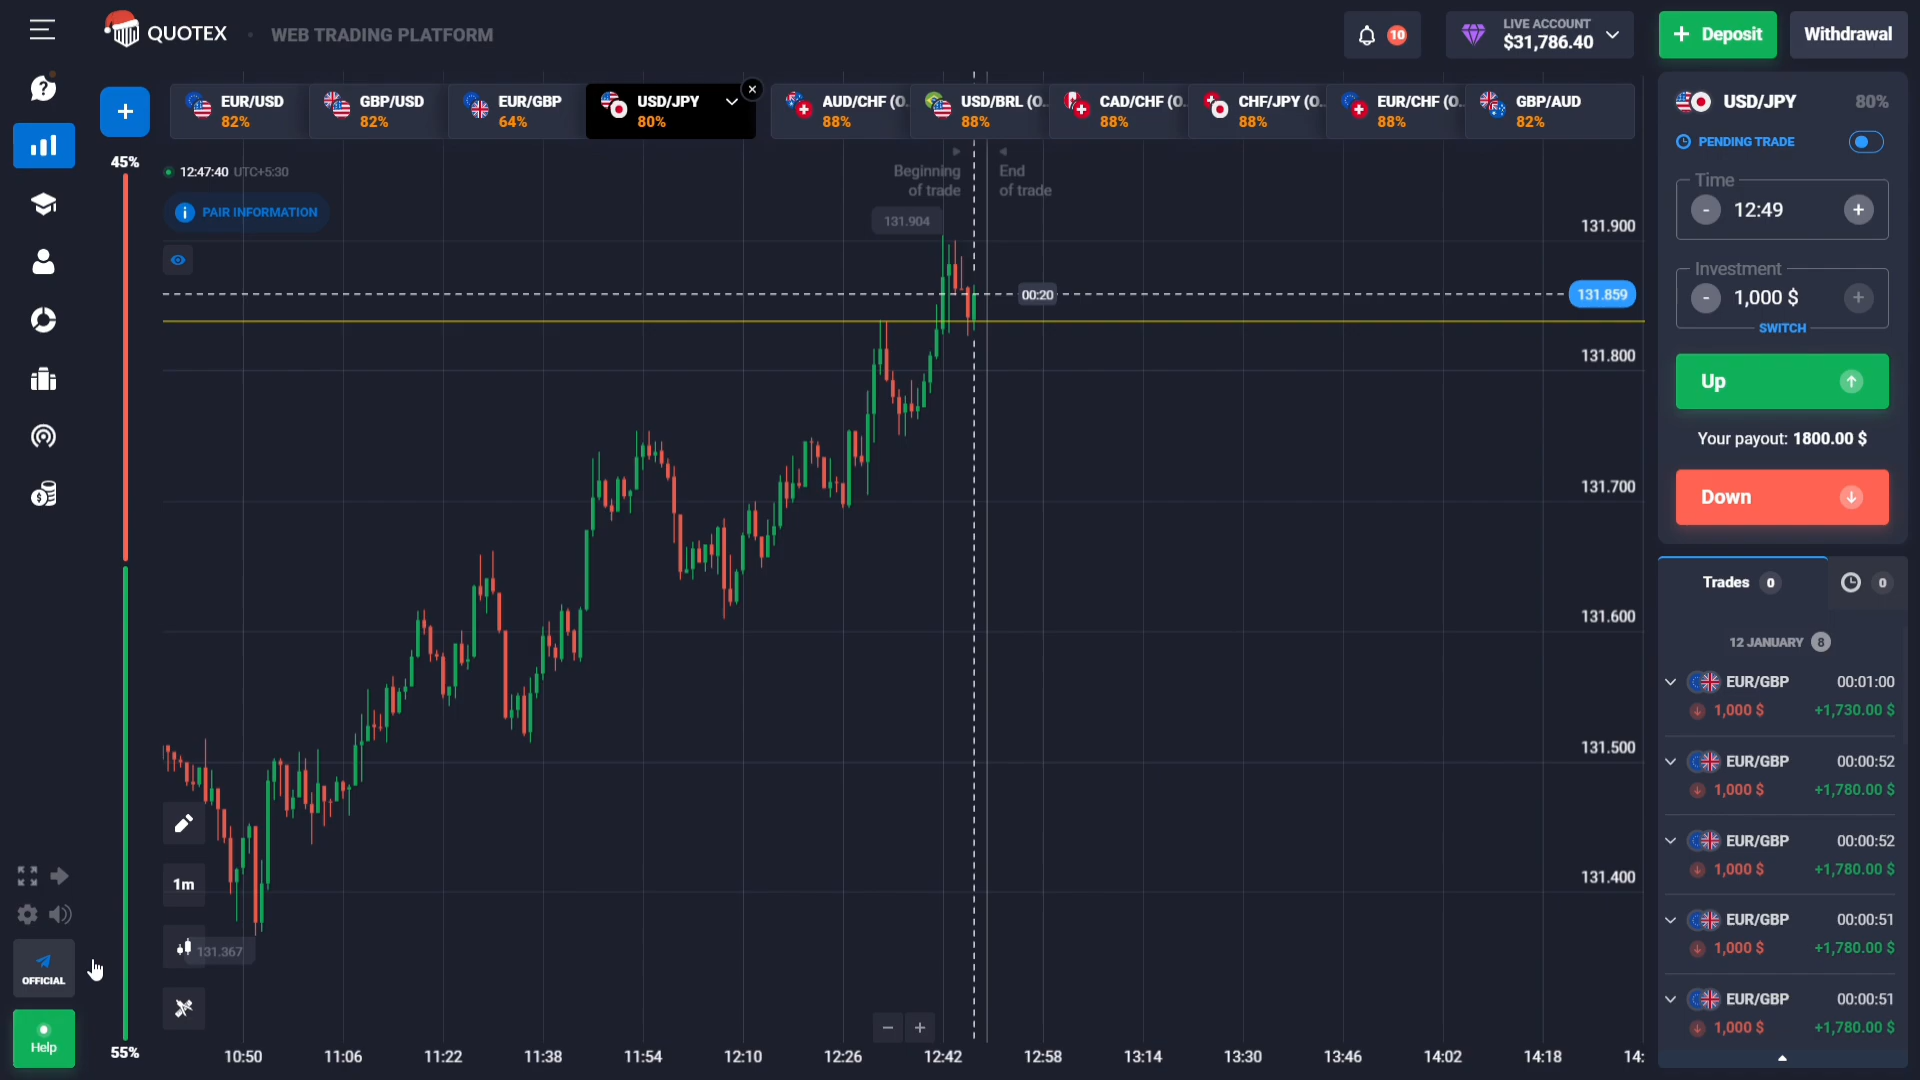 QUOTEX
WEB TRADING PLATFORM
10
LIVE ACCOUNT
$31,786.40
+ Deposit
Withdrawal
+
EUR/USD
82%
GBP/USD
82%
EUR/GBP
64%
USD/JPY
80%
AUD/CHF (O...
88%
USD/BRL (O...
88%
CAD/CHF (O...
88%
CHF/JPY (O...
88%
EUR/CHF (O...
88%
GBP/AUD
82%
45%
55%
12:47:40 UTC+5:30
PAIR INFORMATION
Beginning
of trade
End
of trade
131.904
00:20
131.859
131.900
131.800
131.700
131.600
131.500
131.400
1m
131.367
10:50
11:06
11:22
11:38
11:54
12:10
12:26
12:42
12:58
13:14
13:30
13:46
14:02
14:18
14:
OFFICIAL
Help
USD/JPY
80%
PENDING TRADE
Time
- 12:49 +
Investment
- 1,000 $ +
SWITCH
Up
Your payout: 1800.00 $
Down
Trades 0
0
12 JANUARY 8
EUR/GBP 00:01:00
1,000 $ +1,730.00 $
EUR/GBP 00:00:52
1,000 $ +1,780.00 $
EUR/GBP 00:00:52
1,000 $ +1,780.00 $
EUR/GBP 00:00:51
1,000 $ +1,780.00 $
EUR/GBP 00:00:51
1,000 $ +1,780.00 $